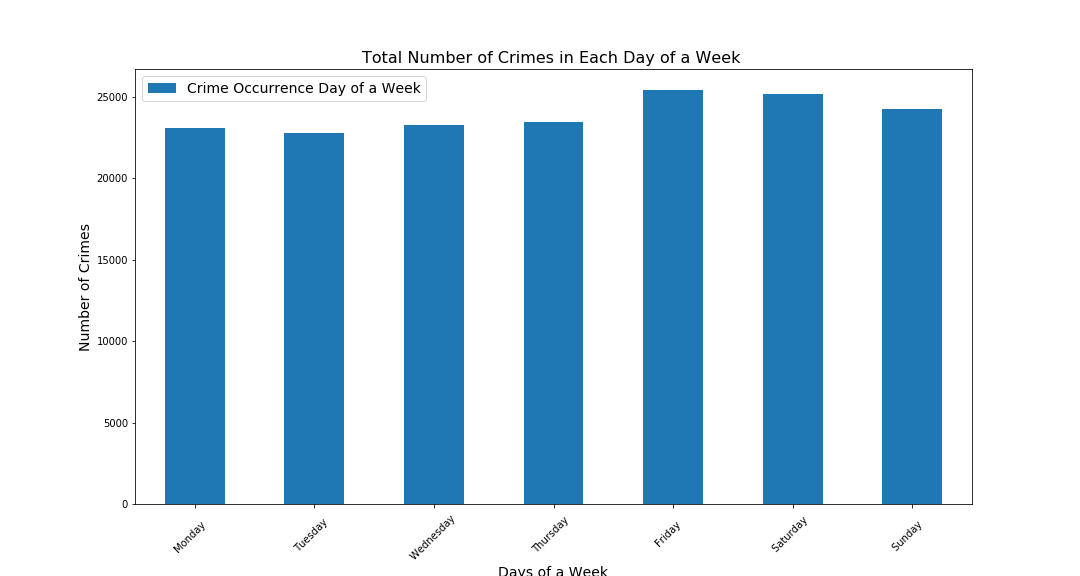 Total Number of Crimes in Each Day of a Week
Crime Occurrence Day of a Week
25000
20000
15000
10000
5000
0
Number of Crimes
Monday
Tuesday
Wednesday
Thursday
Friday
Saturday
Sunday
Days of a Week